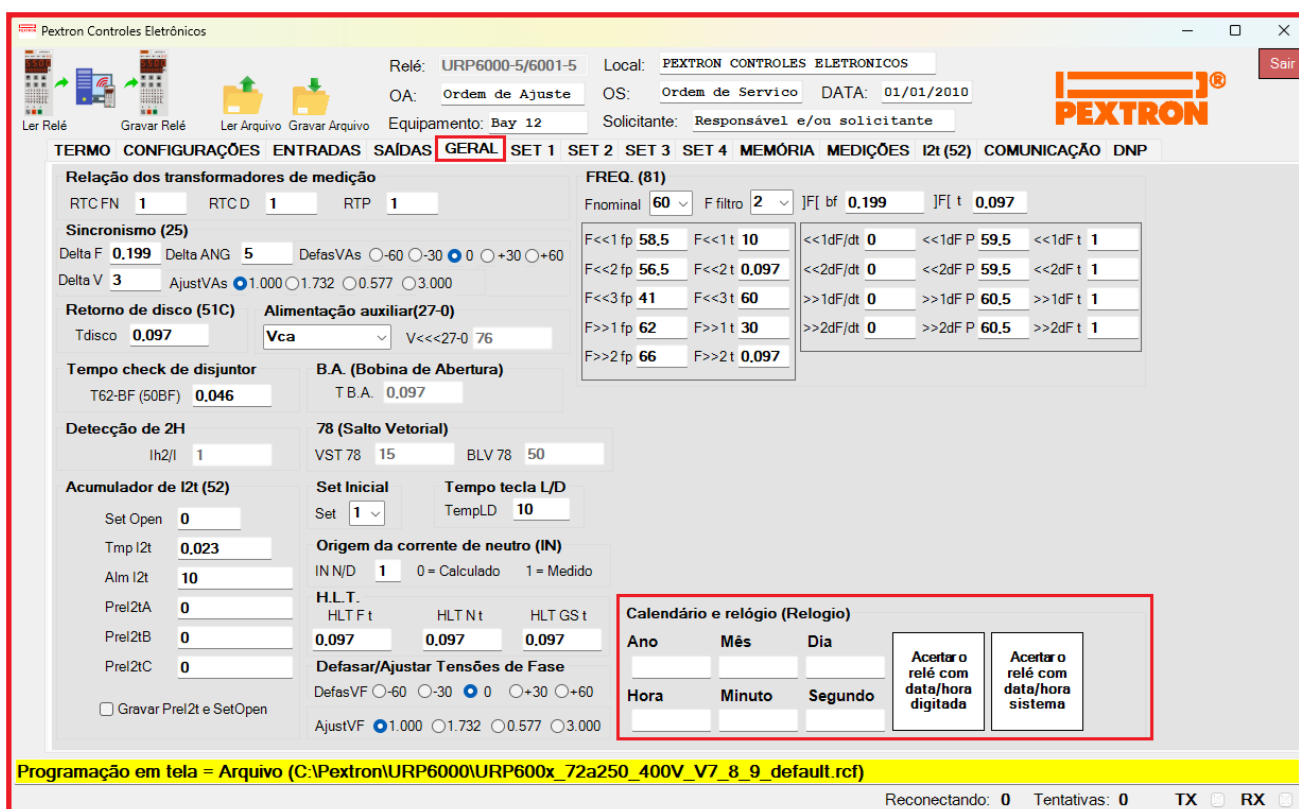 Pextron Controles Eletrônicos
Sair
Relé: URP6000-5/6001-5 Local: PEXTRON CONTROLES ELETRONICOS
OA: Ordem de Ajuste OS: Ordem de Servico DATA: 01/01/2010
Ler Relé Gravar Relé Ler Arquivo Gravar Arquivo Equipamento: Bay 12 Solicitante: Responsável e/ou solicitante
PEXTRON®
TERMO CONFIGURAÇÕES ENTRADAS SAÍDAS GERAL SET 1 SET 2 SET 3 SET 4 MEMÓRIA MEDIÇÕES I2t (52) COMUNICAÇÃO DNP
Relação dos transformadores de medição
RTC FN 1 RTC D 1 RTP 1
Sincronismo (25)
Delta F 0.199 Delta ANG 5 DefasVAs -60 -30 0 +30 +60
Delta V 3 AjustVAs 1.000 1.732 0.577 3.000
Retorno de disco (51C)
Tdisco 0.097
Alimentação auxiliar(27-0)
Vca V<<<27-0 76
Tempo check de disjuntor
T62-BF (50BF) 0.046
B.A. (Bobina de Abertura)
T B.A. 0.097
Detecção de 2H
Ih2/I 1
78 (Salto Vetorial)
VST 78 15 BLV 78 50
Acumulador de I2t (52)
Set Open 0
Tmp I2t 0.023
Alm I2t 10
PreI2tA 0
PreI2tB 0
PreI2tC 0
Gravar PreI2t e SetOpen
Set Inicial
Set 1
Tempo tecla L/D
TempLD 10
Origem da corrente de neutro (IN)
IN N/D 1 0 = Calculado 1 = Medido
H.L.T.
HLT F t HLT N t HLT GS t
0.097 0.097 0.097
Defasar/Ajustar Tensões de Fase
DefasVF -60 -30 0 +30 +60
AjustVF 1.000 1.732 0.577 3.000
FREQ. (81)
Fnominal 60 F filtro 2 ]F[ bf 0.199 ]F[ t 0.097
F<<1 fp 58.5 F<<1 t 10 <<1dF/dt 0 <<1dF P 59.5 <<1dF t 1
F<<2 fp 56.5 F<<2 t 0.097 <<2dF/dt 0 <<2dF P 59.5 <<2dF t 1
F<<3 fp 41 F<<3 t 60 >>1dF/dt 0 >>1dF P 60.5 >>1dF t 1
F>>1 fp 62 F>>1 t 30 >>2dF/dt 0 >>2dF P 60.5 >>2dF t 1
F>>2 fp 66 F>>2 t 0.097
Calendário e relógio (Relogio)
Ano Mês Dia
Hora Minuto Segundo
Acertar o
relé com
data/hora
digitada
Acertar o
relé com
data/hora
sistema
Programação em tela = Arquivo (C:\Pextron\URP6000\URP600x_72a250_400V_V7_8_9_default.rcf)
Reconectando: 0 Tentativas: 0 TX RX